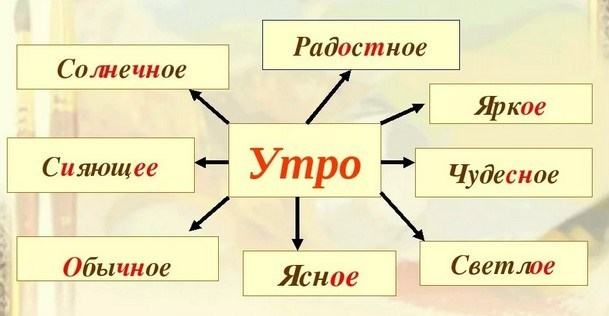 Радостное
Солнечное
Яркое
Утро
Сияющее
Чудесное
Обычное
Ясное
Светлое